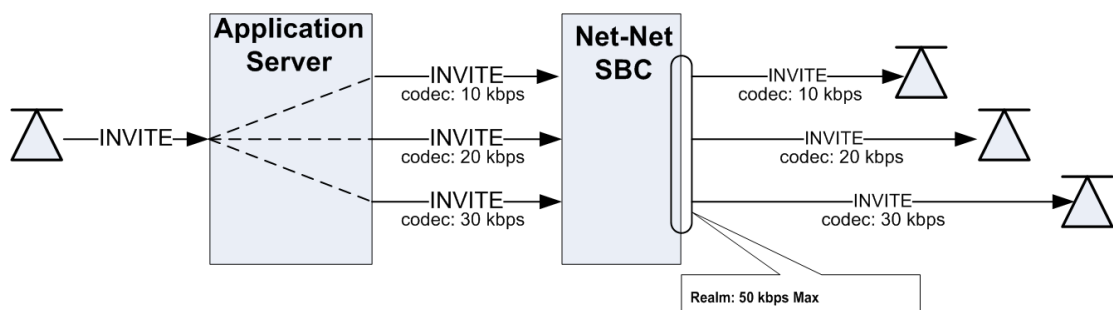 Application
Server
Net-Net
SBC
INVITE
INVITE
codec: 10 kbps
INVITE
codec: 20 kbps
INVITE
codec: 30 kbps
INVITE
codec: 10 kbps
INVITE
codec: 20 kbps
INVITE
codec: 30 kbps
Realm: 50 kbps Max